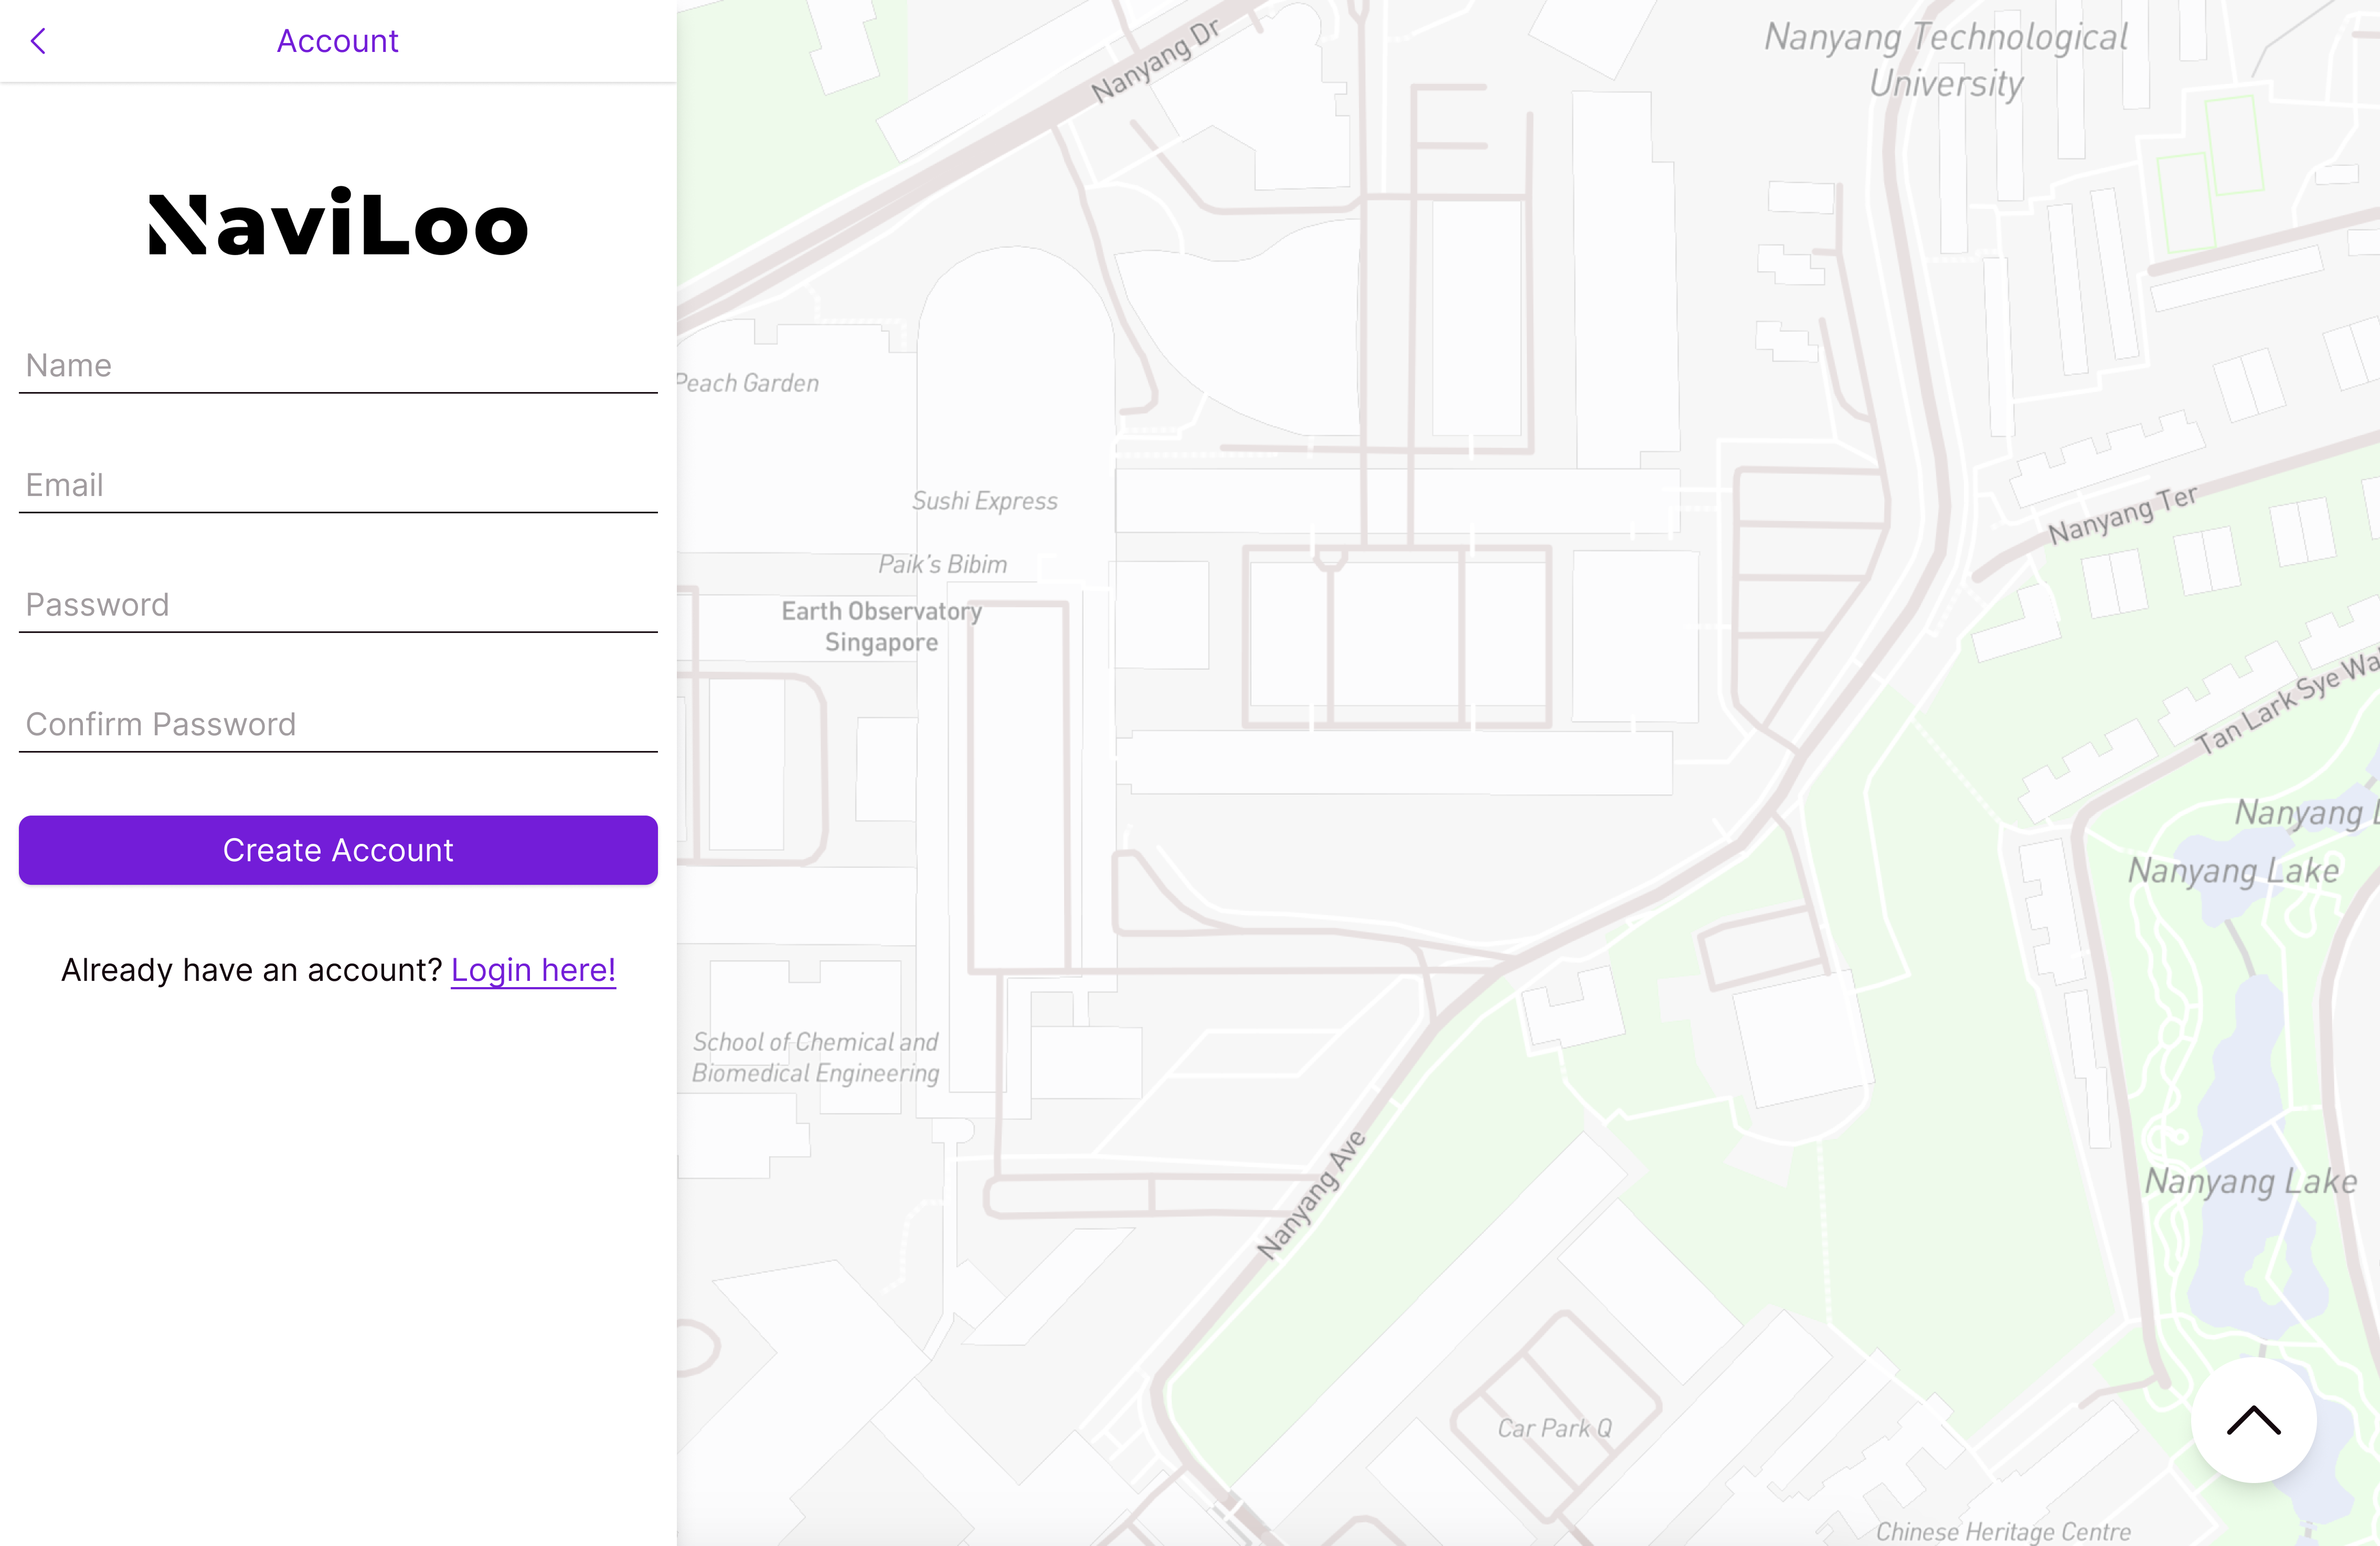 Account
NaviLoo
Name
Email
Password
Confirm Password
Create Account
Already have an account? Login here!
Nanyang Dr
Nanyang Technological
University
Peach Garden
Sushi Express
Paik's Bibim
Earth Observatory
Singapore
Nanyang Ter
Tan Lark Sye Wal
Nanyang L
Nanyang Lake
School of Chemical and
Biomedical Engineering
Nanyang Ave
Nanyang Lake
Car Park Q
Chinese Heritage Centre